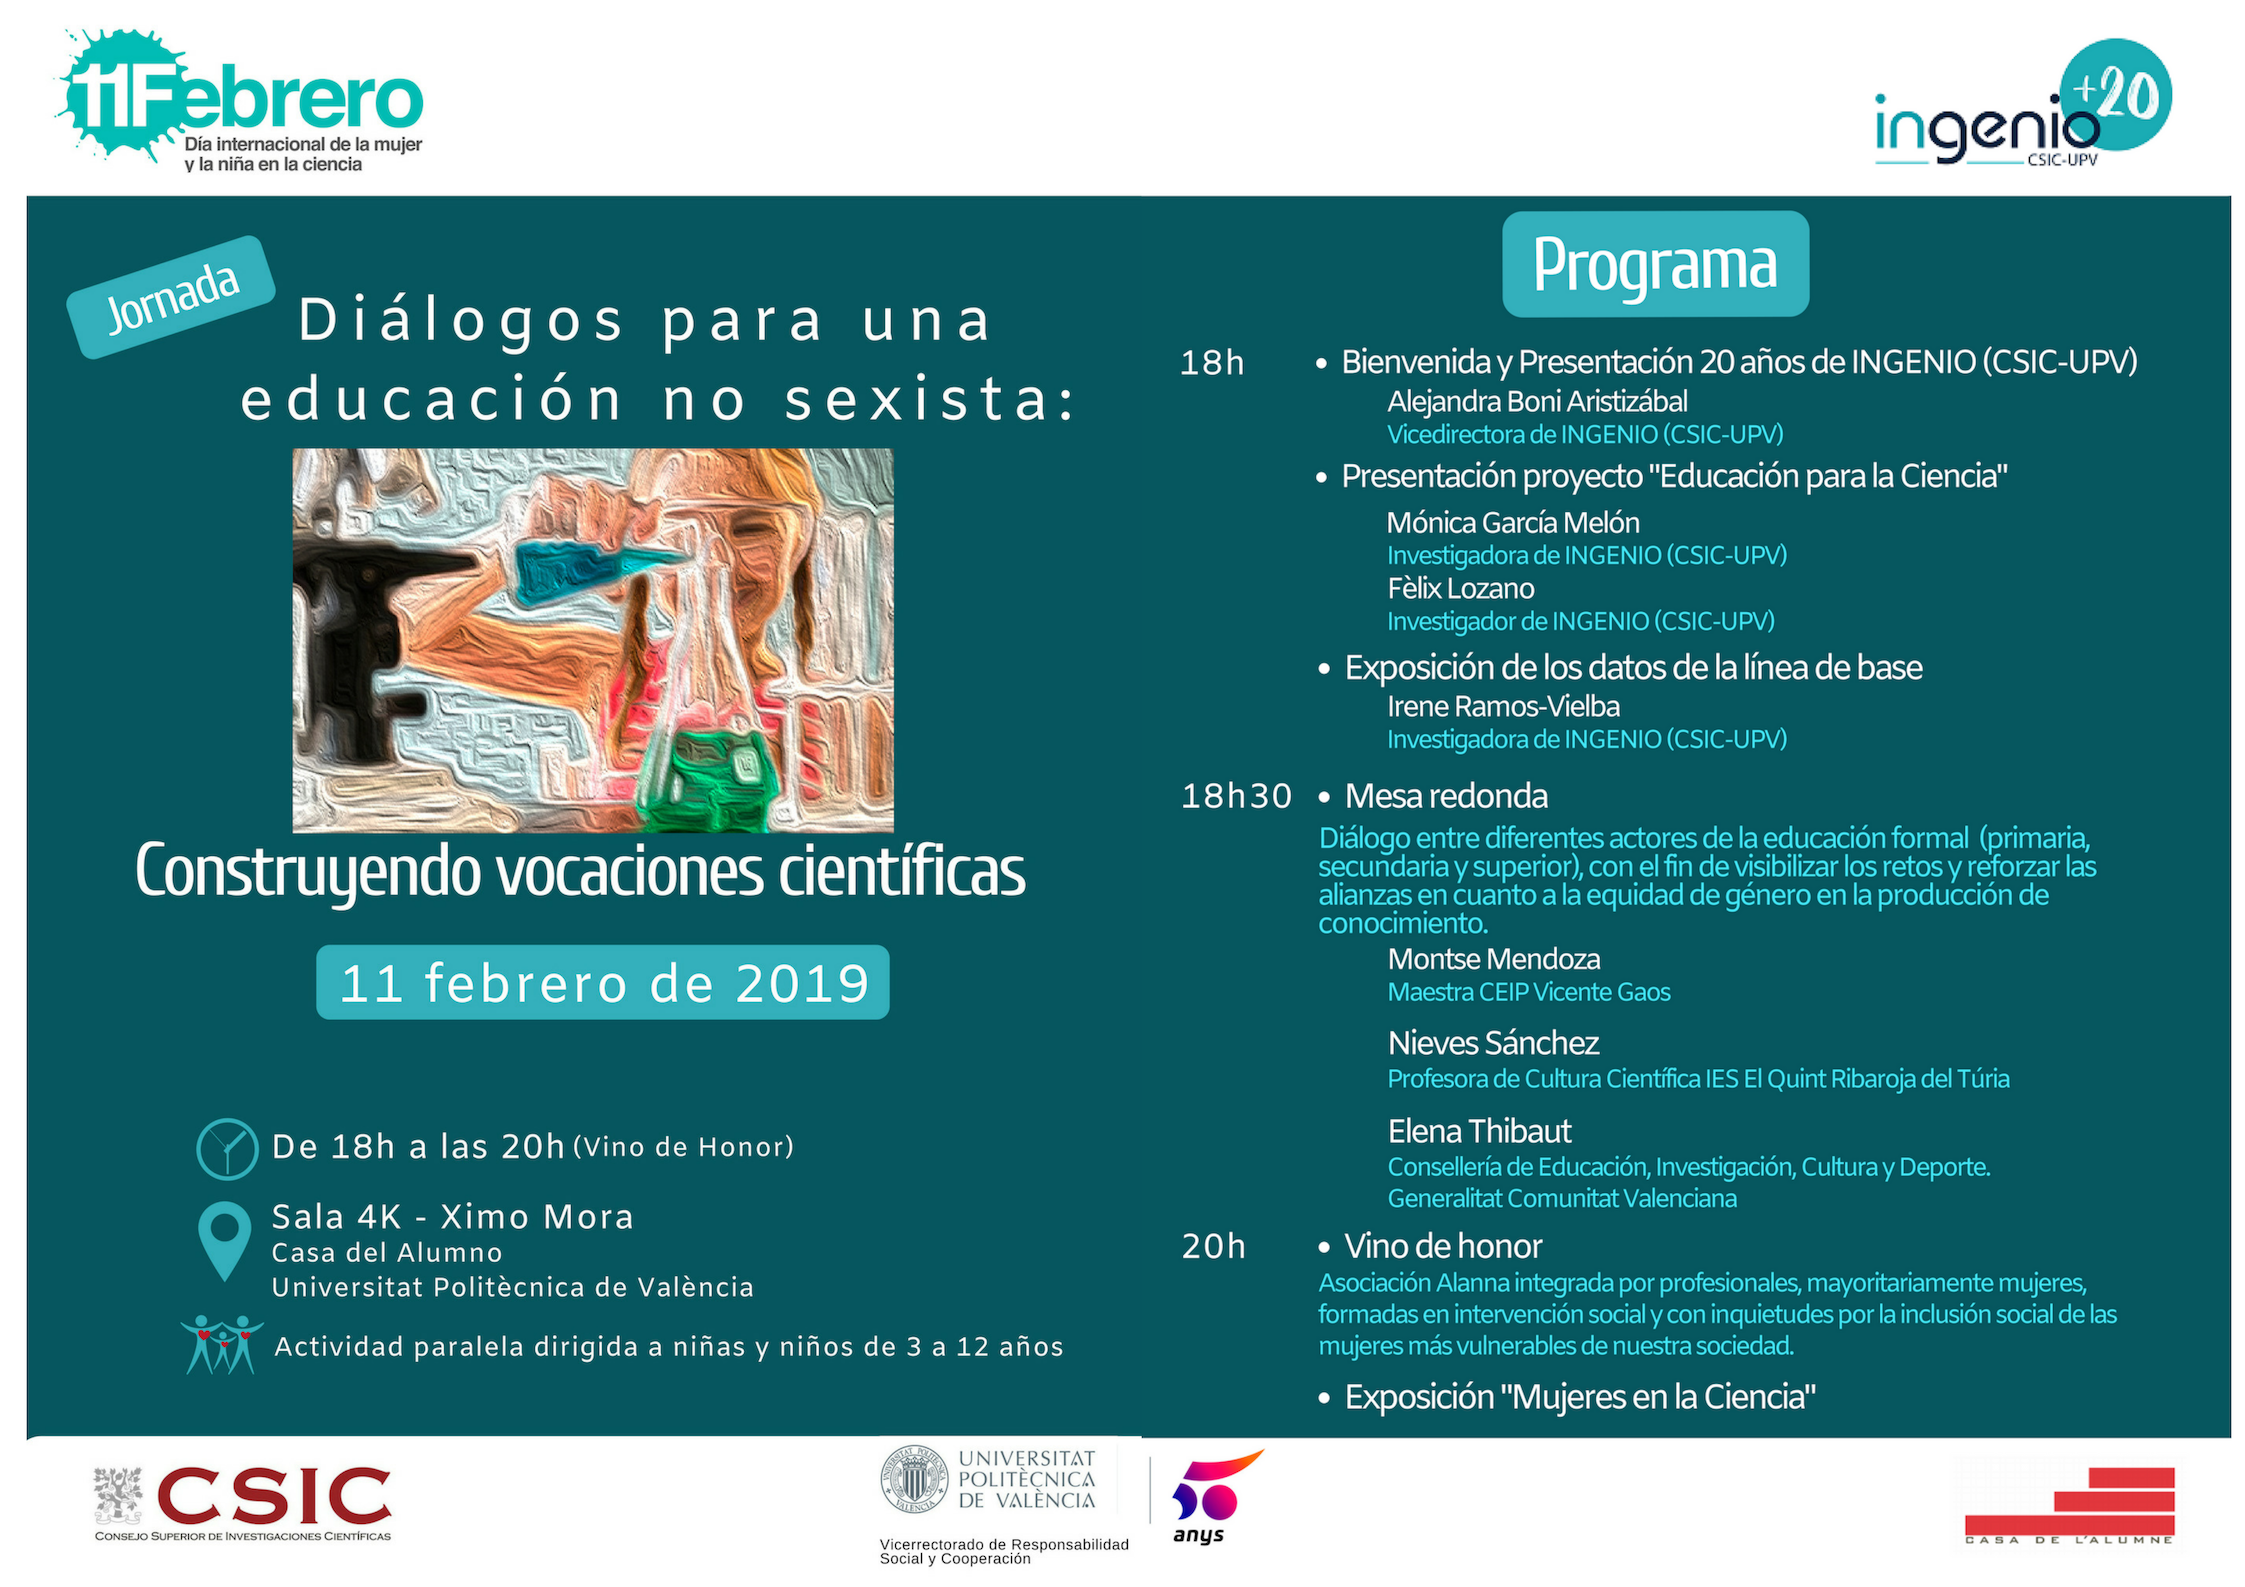 11Febrero
Día internacional de la mujer
y la niña en la ciencia
ingenio +20
CSIC-UPV
Jornada
Diálogos para una
educación no sexista:
Construyendo vocaciones científicas
11 febrero de 2019
De 18h a las 20h (Vino de Honor)
Sala 4K - Ximo Mora
Casa del Alumno
Universitat Politècnica de València
Actividad paralela dirigida a niñas y niños de 3 a 12 años
Programa
18h • Bienvenida y Presentación 20 años de INGENIO (CSIC-UPV)
Alejandra Boni Aristizábal
Vicedirectora de INGENIO (CSIC-UPV)
• Presentación proyecto "Educación para la Ciencia"
Mónica García Melón
Investigadora de INGENIO (CSIC-UPV)
Fèlix Lozano
Investigador de INGENIO (CSIC-UPV)
• Exposición de los datos de la línea de base
Irene Ramos-Vielba
Investigadora de INGENIO (CSIC-UPV)
18h30 • Mesa redonda
Diálogo entre diferentes actores de la educación formal (primaria,
secundaria y superior), con el fin de visibilizar los retos y reforzar las
alianzas en cuanto a la equidad de género en la producción de
conocimiento.
Montse Mendoza
Maestra CEIP Vicente Gaos
Nieves Sánchez
Profesora de Cultura Científica IES El Quint Ribaroja del Túria
Elena Thibaut
Consellería de Educación, Investigación, Cultura y Deporte.
Generalitat Comunitat Valenciana
20h • Vino de honor
Asociación Alanna integrada por profesionales, mayoritariamente mujeres,
formadas en intervención social y con inquietudes por la inclusión social de las
mujeres más vulnerables de nuestra sociedad.
• Exposición "Mujeres en la Ciencia"
CSIC
CONSEJO SUPERIOR DE INVESTIGACIONES CIENTÍFICAS
UNIVERSITAT
POLITÈCNICA
DE VALÈNCIA
Vicerrectorado de Responsabilidad
Social y Cooperación
50
anys
CASA DE L'ALUMNE